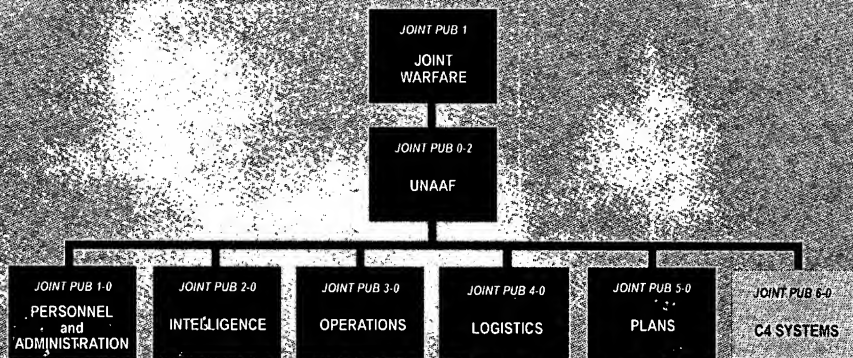 JOINT PUB 1
JOINT
WARFARE
JOINT PUB 0-2
UNAAF
JOINT PUB 1-0
PERSONNEL
and
ADMINISTRATION
JOINT PUB 2-0
INTELLIGENCE
JOINT PUB 3-0
OPERATIONS
JOINT PUB 4-0
LOGISTICS
JOINT PUB 5-0
PLANS
JOINT PUB 6-0
C4 SYSTEMS